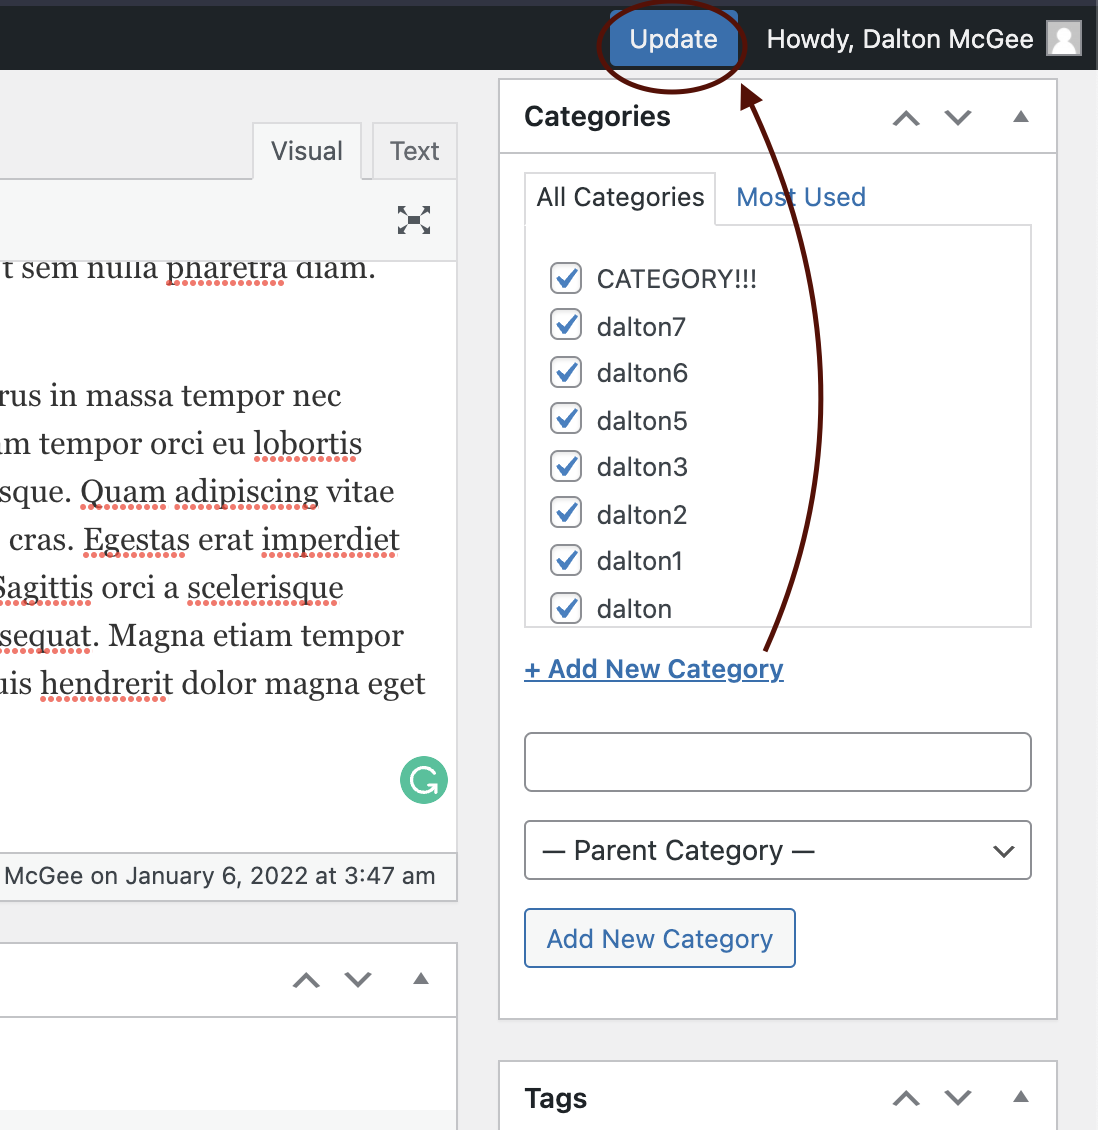 Update Howdy, Dalton McGee
Visual Text
t sem nulla pharetra diam.
rus in massa tempor nec
am tempor orci eu lobortis
sque. Quam adipiscing vitae
cras. Egestas erat imperdiet
Sagittis orci a scelerisque
sequat. Magna etiam tempor
uis hendrerit dolor magna eget
McGee on January 6, 2022 at 3:47 am
Categories
All Categories Most Used
CATEGORY!!!
dalton7
dalton6
dalton5
dalton3
dalton2
dalton1
dalton
+ Add New Category
— Parent Category —
Add New Category
Tags